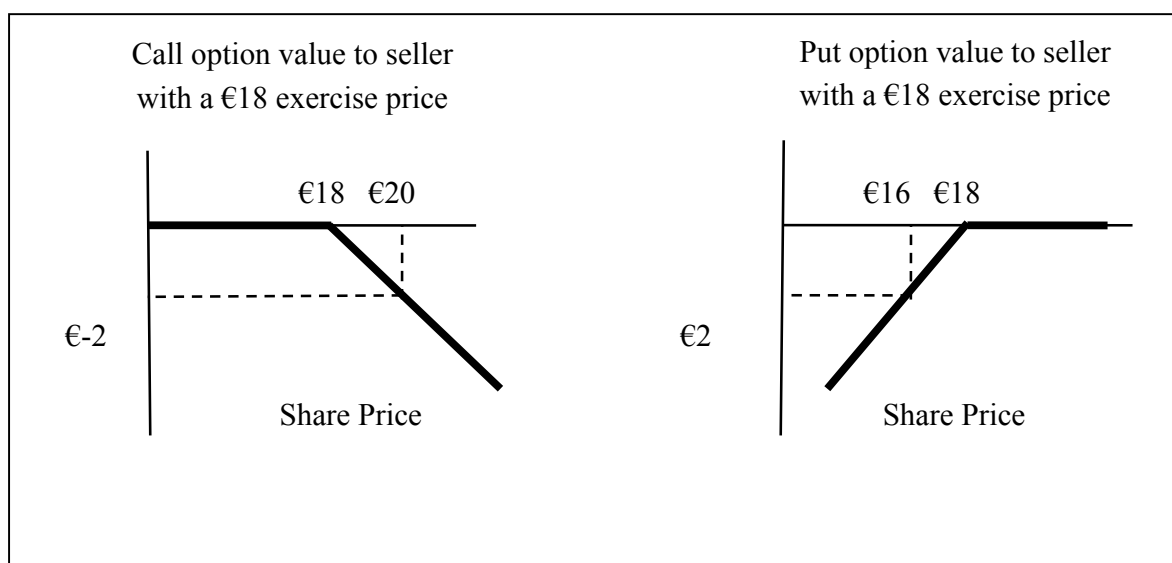 Call option value to seller
with a €18 exercise price
€18 €20
€-2
Share Price
Put option value to seller
with a €18 exercise price
€16 €18
€2
Share Price